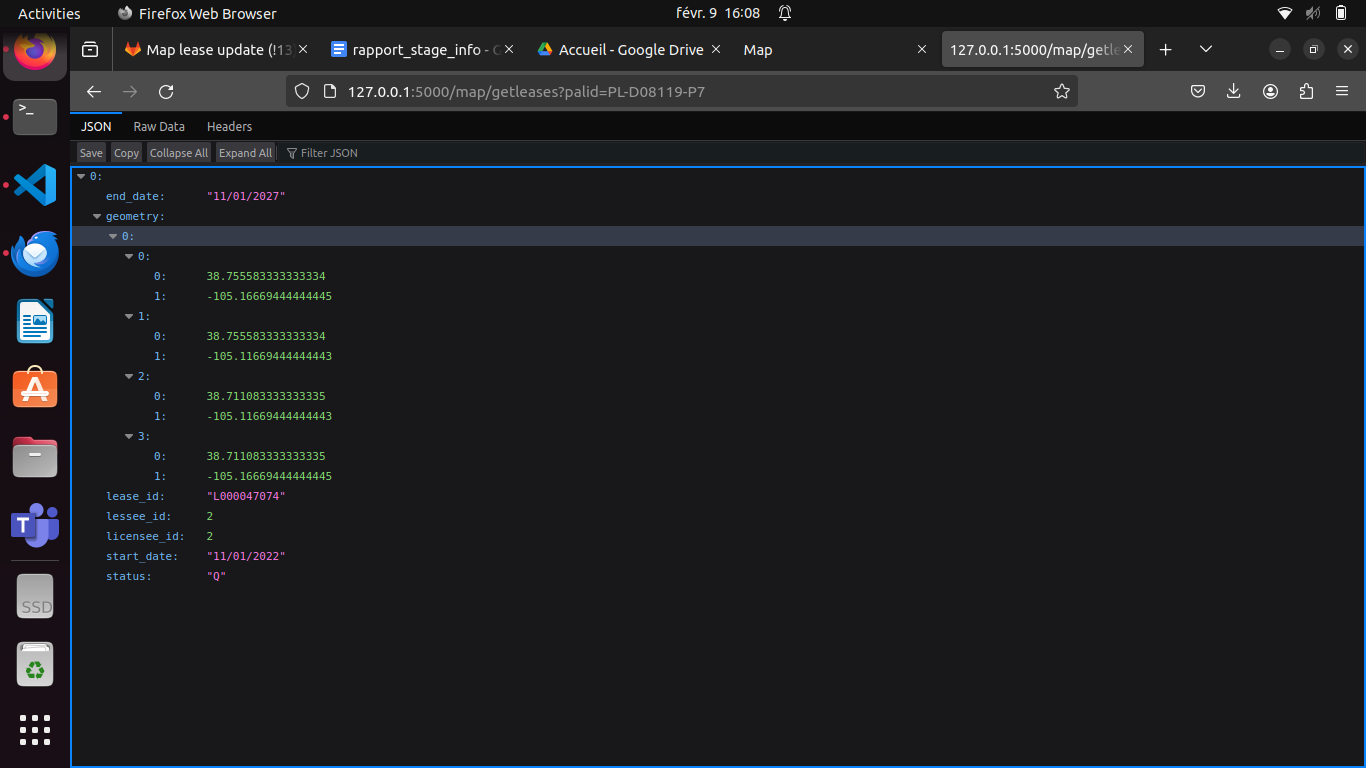 Activities Firefox Web Browser févr. 9 16:08
Map lease update (!13 rapport_stage_info - G Accueil - Google Drive Map 127.0.0.1:5000/map/getle
127.0.0.1:5000/map/getleases?palid=PL-D08119-P7
JSON Raw Data Headers
Save Copy Collapse All Expand All Filter JSON
0:
end_date: "11/01/2027"
geometry:
0:
0:
0: 38.755583333333334
1: -105.16669444444445
1:
0: 38.755583333333334
1: -105.11669444444443
2:
0: 38.711083333333335
1: -105.11669444444443
3:
0: 38.711083333333335
1: -105.16669444444445
lease_id: "L000047074"
lessee_id: 2
licensee_id: 2
start_date: "11/01/2022"
status: "Q"
>_
A
T
SSD